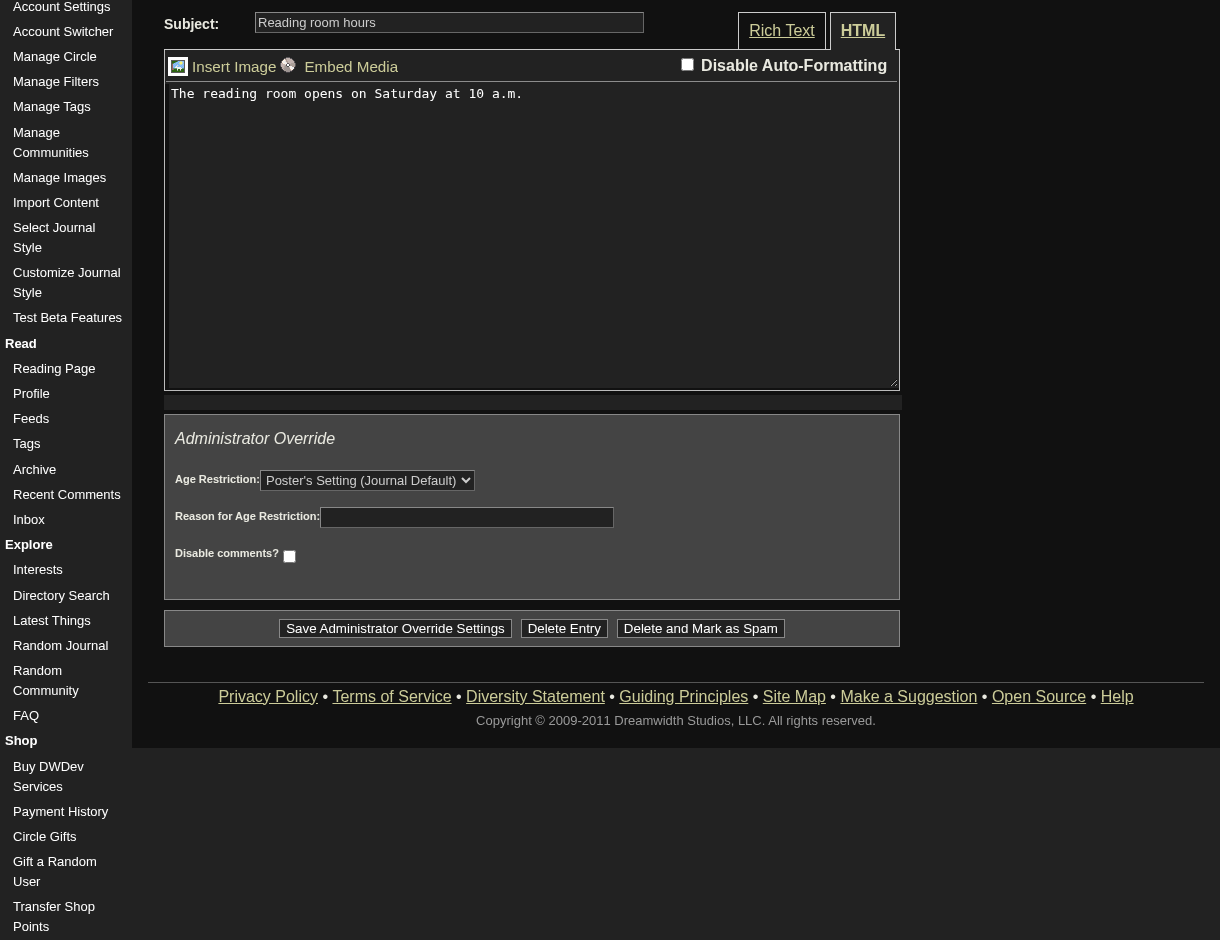 Account Settings
Account Switcher
Manage Circle
Manage Filters
Manage Tags
Manage
Communities
Manage Images
Import Content
Select Journal
Style
Customize Journal
Style
Test Beta Features
Read
Reading Page
Profile
Feeds
Tags
Archive
Recent Comments
Inbox
Explore
Interests
Directory Search
Latest Things
Random Journal
Random
Community
FAQ
Shop
Buy DWDev
Services
Payment History
Circle Gifts
Gift a Random
User
Transfer Shop
Points
Subject: Reading room hours
Rich Text HTML
Insert Image Embed Media Disable Auto-Formatting
The reading room opens on Saturday at 10 a.m.
Administrator Override
Age Restriction: Poster's Setting (Journal Default)
Reason for Age Restriction:
Disable comments?
Save Administrator Override Settings Delete Entry Delete and Mark as Spam
Privacy Policy • Terms of Service • Diversity Statement • Guiding Principles • Site Map • Make a Suggestion • Open Source • Help
Copyright © 2009-2011 Dreamwidth Studios, LLC. All rights reserved.